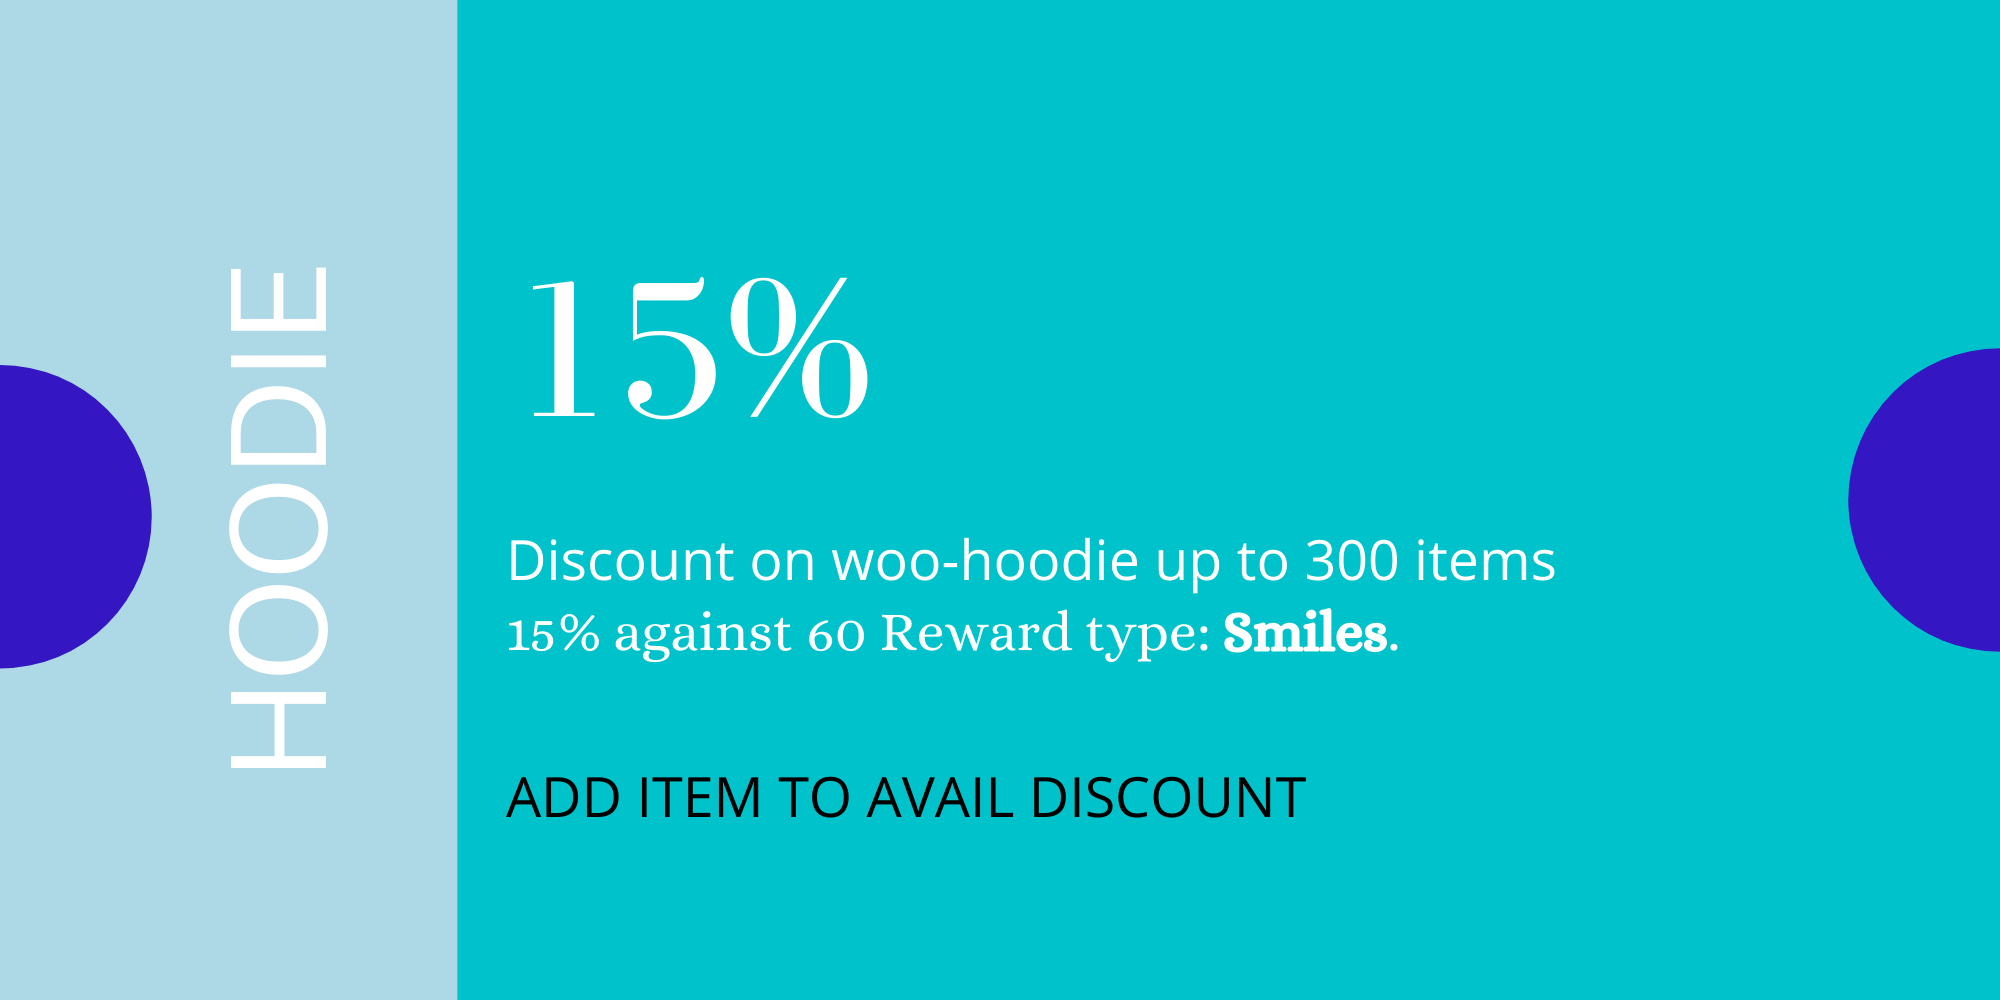 HOODIE
15%
Discount on woo-hoodie up to 300 items
15% against 60 Reward type: Smiles.
ADD ITEM TO AVAIL DISCOUNT